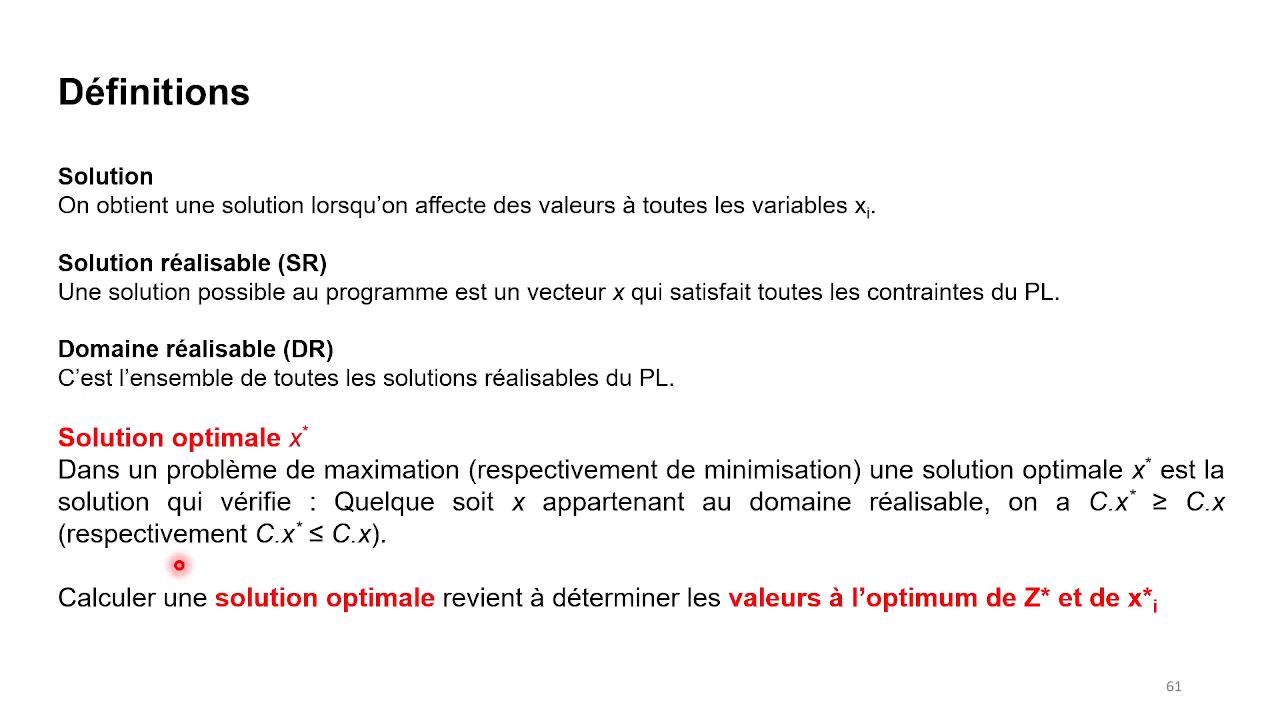 Définitions
Solution
On obtient une solution lorsqu’on affecte des valeurs à toutes les variables xᵢ.
Solution réalisable (SR)
Une solution possible au programme est un vecteur x qui satisfait toutes les contraintes du PL.
Domaine réalisable (DR)
C’est l’ensemble de toutes les solutions réalisables du PL.
Solution optimale x*
Dans un problème de maximation (respectivement de minimisation) une solution optimale x* est la
solution qui vérifie : Quelque soit x appartenant au domaine réalisable, on a C.x* ≥ C.x
(respectivement C.x* ≤ C.x).
Calculer une solution optimale revient à déterminer les valeurs à l’optimum de Z* et de x*ᵢ
61